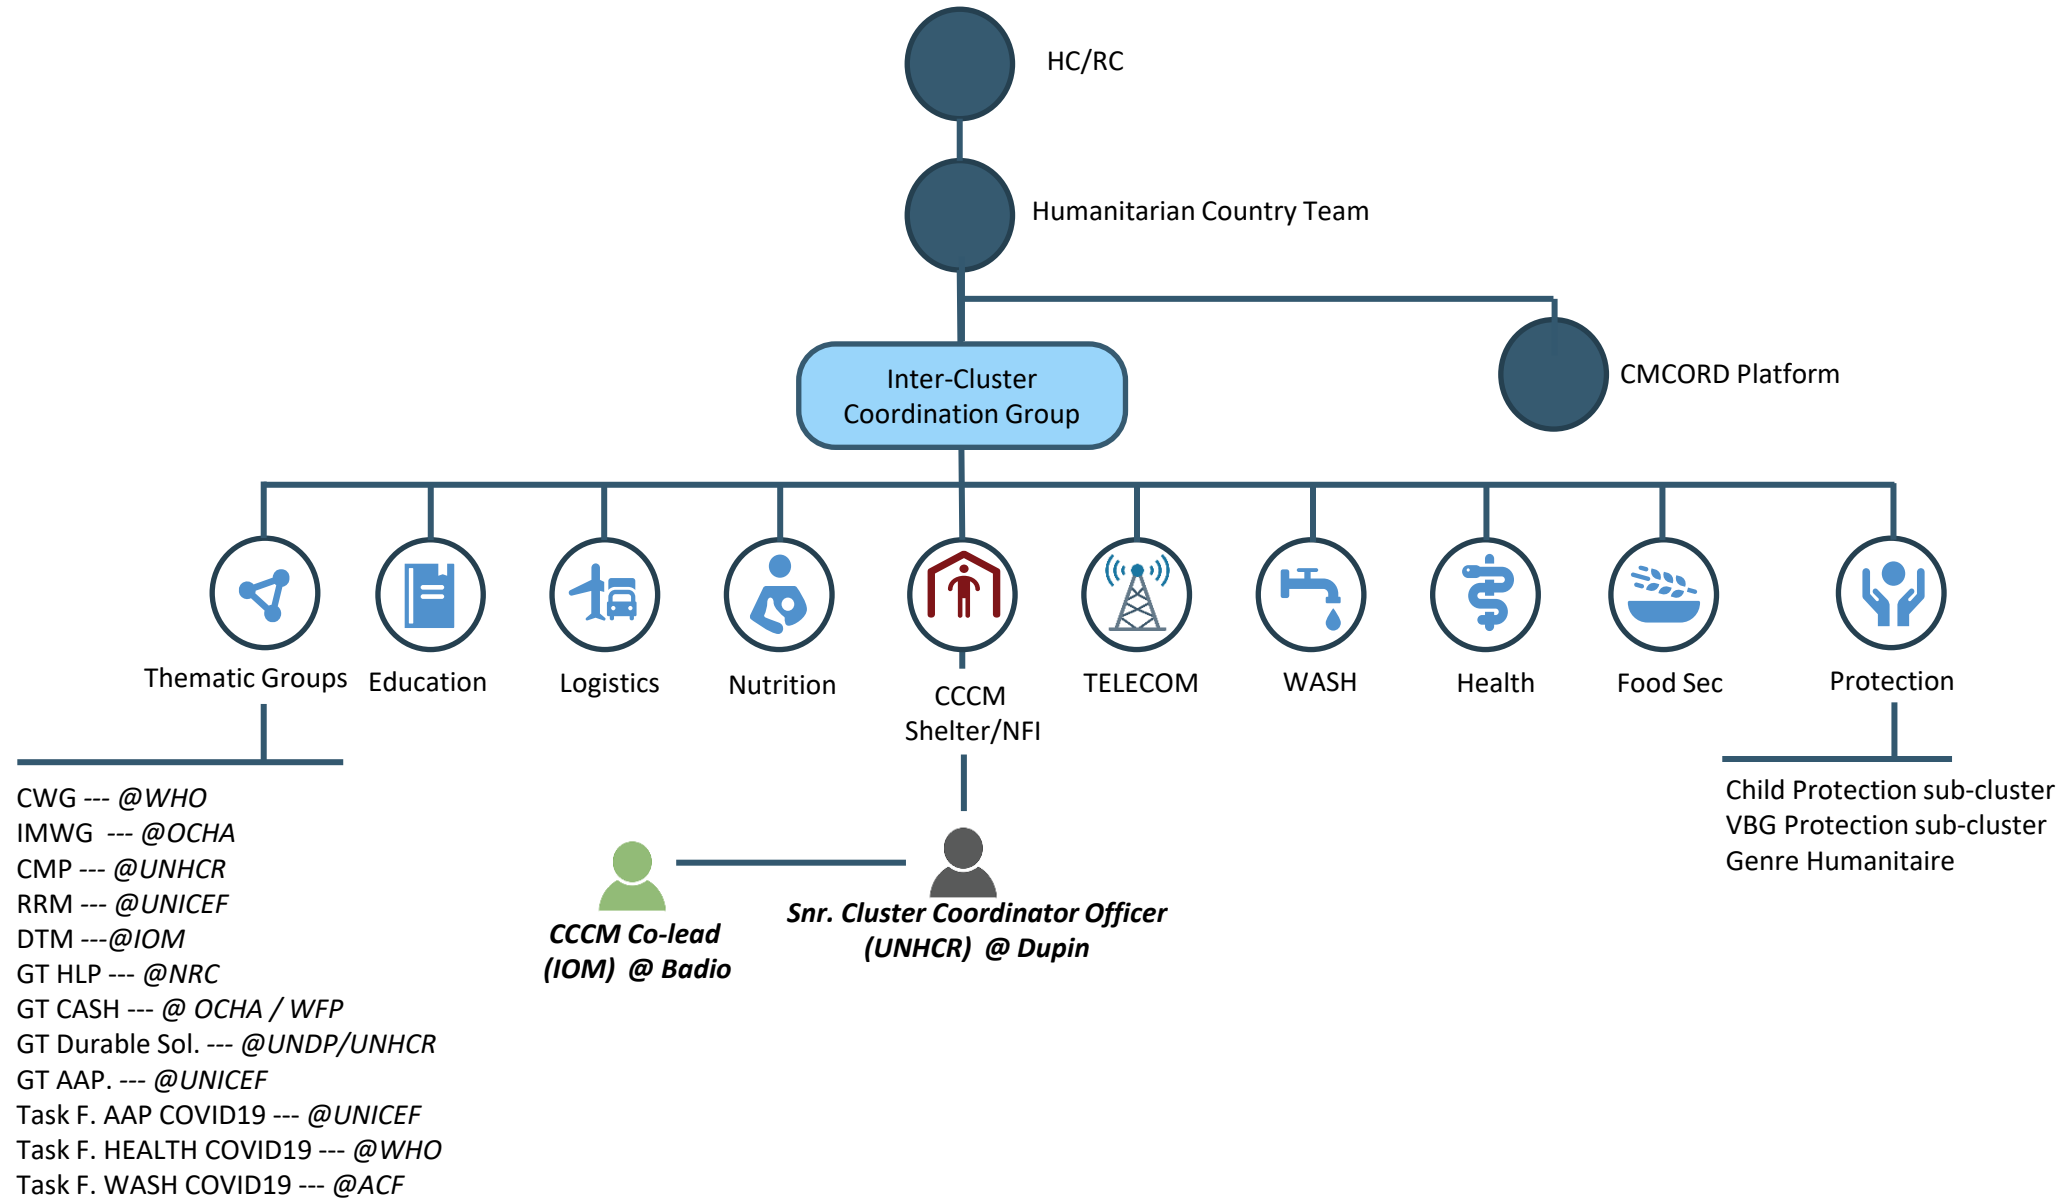 HC/RC
Humanitarian Country Team
CMCORD Platform
Inter-Cluster
Coordination Group
Thematic Groups
Education
Logistics
Nutrition
CCCM
Shelter/NFI
TELECOM
WASH
Health
Food Sec
Protection
CWG --- @WHO
IMWG  --- @OCHA
CMP --- @UNHCR
RRM --- @UNICEF
DTM ---@IOM
GT HLP --- @NRC
GT CASH --- @ OCHA / WFP
GT Durable Sol. --- @UNDP/UNHCR
GT AAP. --- @UNICEF
Task F. AAP COVID19 --- @UNICEF
Task F. HEALTH COVID19 --- @WHO
Task F. WASH COVID19 --- @ACF
CCCM Co-lead
(IOM)  @ Badio
Snr. Cluster Coordinator Officer
(UNHCR)  @ Dupin
Child Protection sub-cluster
VBG Protection sub-cluster
Genre Humanitaire